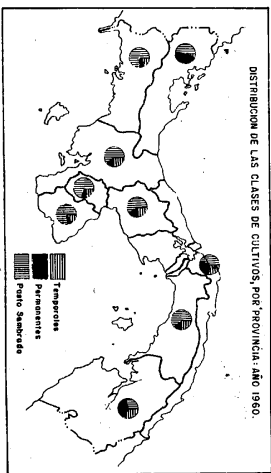 DISTRIBUCION DE LAS CLASES DE CULTIVOS, POR PROVINCIA: AÑO 1960.
Temporales
Permanentes
Pasto Sembrado